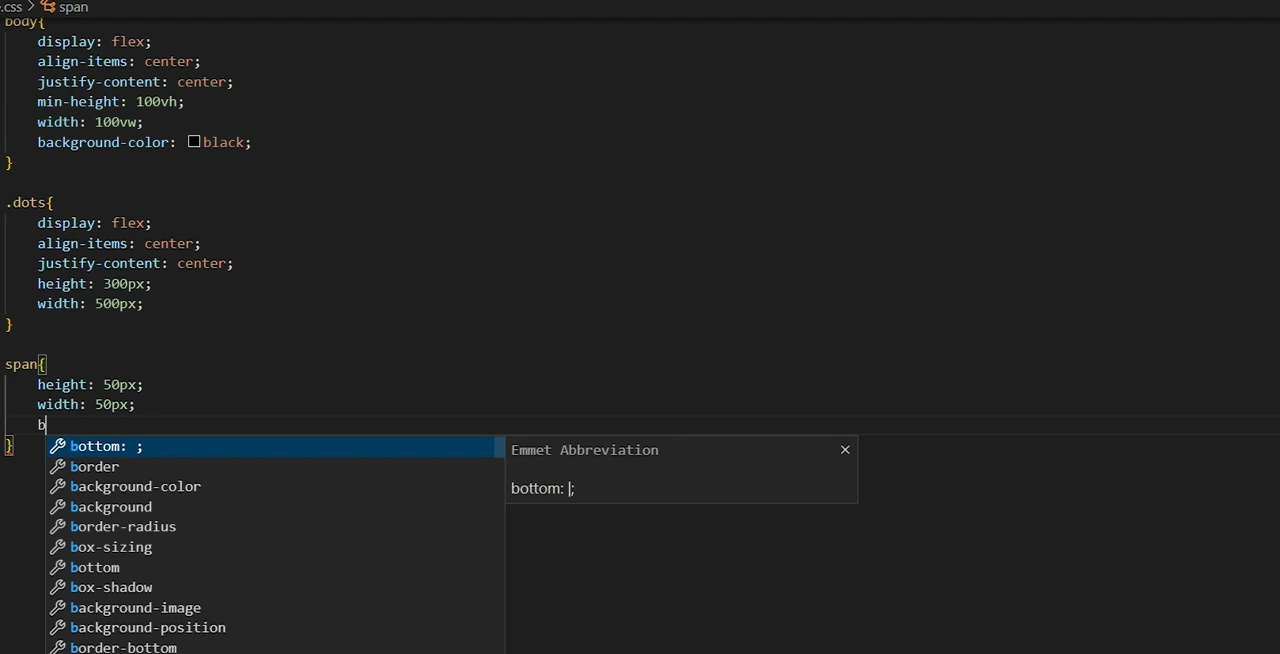 .css > span
body{
display: flex;
align-items: center;
justify-content: center;
min-height: 100vh;
width: 100vw;
background-color: black;
}
.dots{
display: flex;
align-items: center;
justify-content: center;
height: 300px;
width: 500px;
}
span{
height: 50px;
width: 50px;
b
}
bottom: ;
border
background-color
background
border-radius
box-sizing
bottom
box-shadow
background-image
background-position
border-bottom
Emmet Abbreviation
bottom: |;